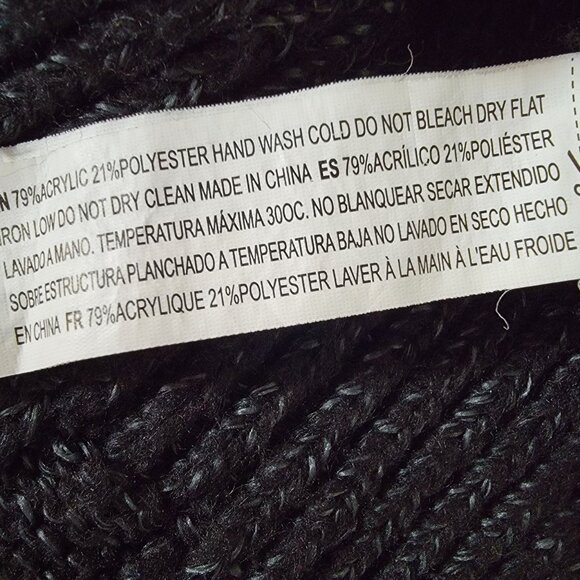 N 79%ACRYLIC 21%POLYESTER HAND WASH COLD DO NOT BLEACH DRY FLAT
IRON LOW DO NOT DRY CLEAN MADE IN CHINA ES 79%ACRÍLICO 21%POLIÉSTER
LAVADO A MANO. TEMPERATURA MÁXIMA 30OC. NO BLANQUEAR SECAR EXTENDIDO
SOBRE ESTRUCTURA PLANCHADO A TEMPERATURA BAJA NO LAVADO EN SECO HECHO
EN CHINA FR 79%ACRYLIQUE 21%POLYESTER LAVER À LA MAIN À L'EAU FROIDE